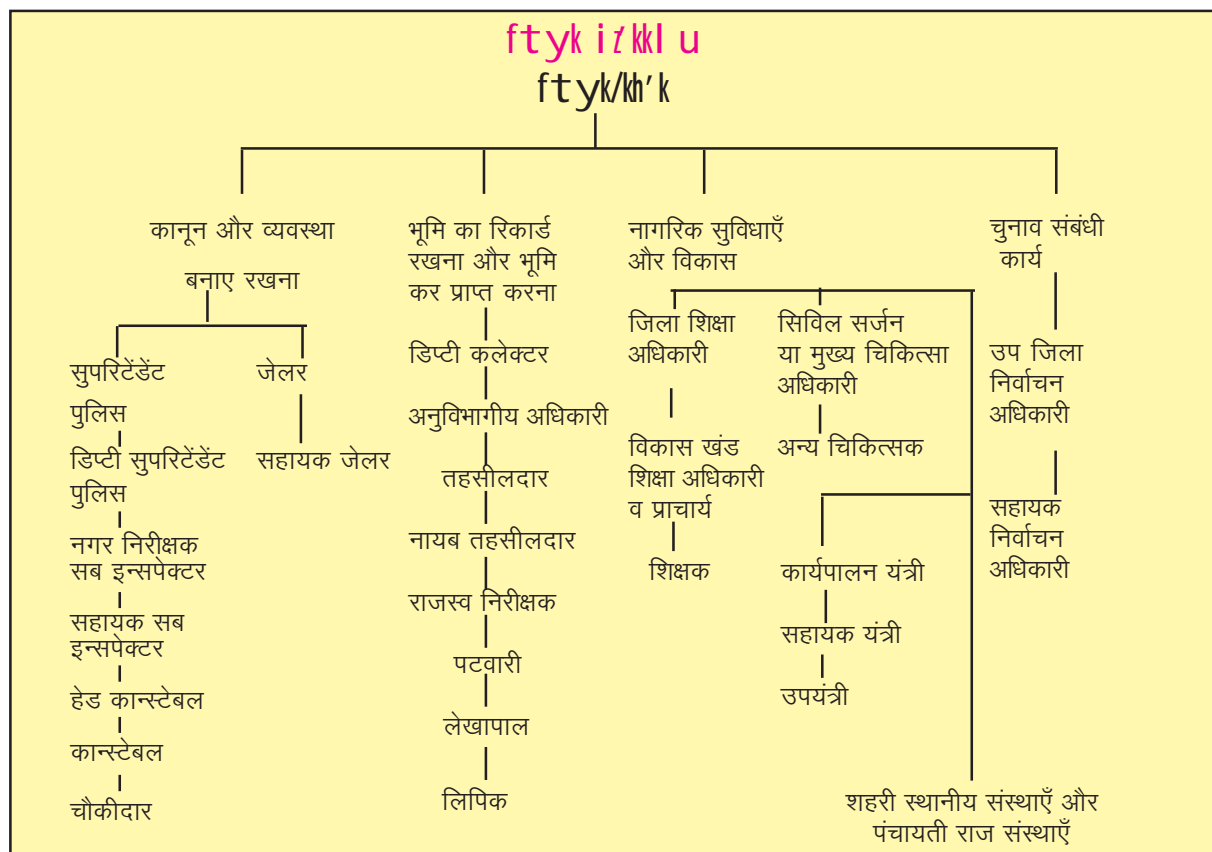 ftyk iz'kklu
ftyk/kh'k
कानून और व्यवस्था
बनाए रखना
सुपरिटेंडेंट
पुलिस
डिप्टी सुपरिटेंडेंट
पुलिस
नगर निरीक्षक
सब इन्सपेक्टर
सहायक सब
इन्सपेक्टर
हेड कान्स्टेबल
कान्स्टेबल
चौकीदार
जेलर
सहायक जेलर
भूमि का रिकार्ड
रखना और भूमि
कर प्राप्त करना
डिप्टी कलेक्टर
अनुविभागीय अधिकारी
तहसीलदार
नायब तहसीलदार
राजस्व निरीक्षक
पटवारी
लेखापाल
लिपिक
नागरिक सुविधाएँ
और विकास
जिला शिक्षा
अधिकारी
विकास खंड
शिक्षा अधिकारी
व प्राचार्य
शिक्षक
सिविल सर्जन
या मुख्य चिकित्सा
अधिकारी
अन्य चिकित्सक
कार्यपालन यंत्री
सहायक यंत्री
उपयंत्री
शहरी स्थानीय संस्थाएँ और
पंचायती राज संस्थाएँ
चुनाव संबंधी
कार्य
उप जिला
निर्वाचन
अधिकारी
सहायक
निर्वाचन
अधिकारी